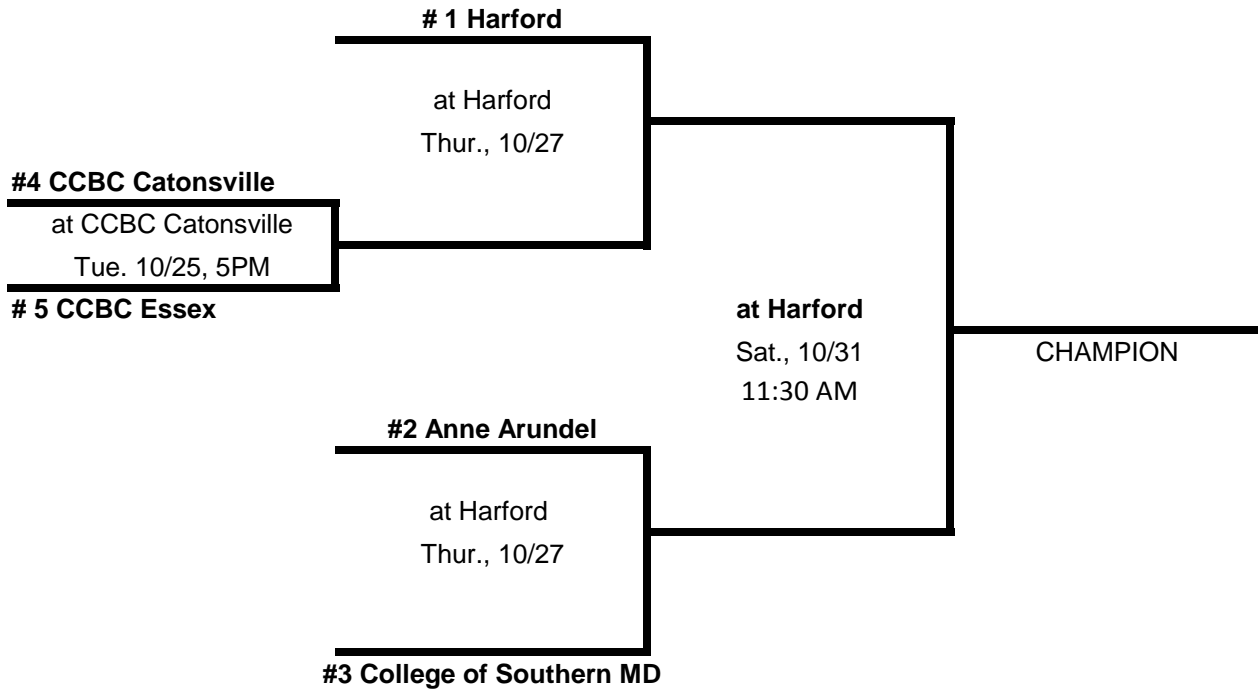 # 1 Harford
at Harford
Thur., 10/27
#4 CCBC Catonsville
at CCBC Catonsville
Tue. 10/25, 5PM
# 5 CCBC Essex
at Harford
Sat., 10/31
11:30 AM
CHAMPION
#2 Anne Arundel
at Harford
Thur., 10/27
#3 College of Southern MD